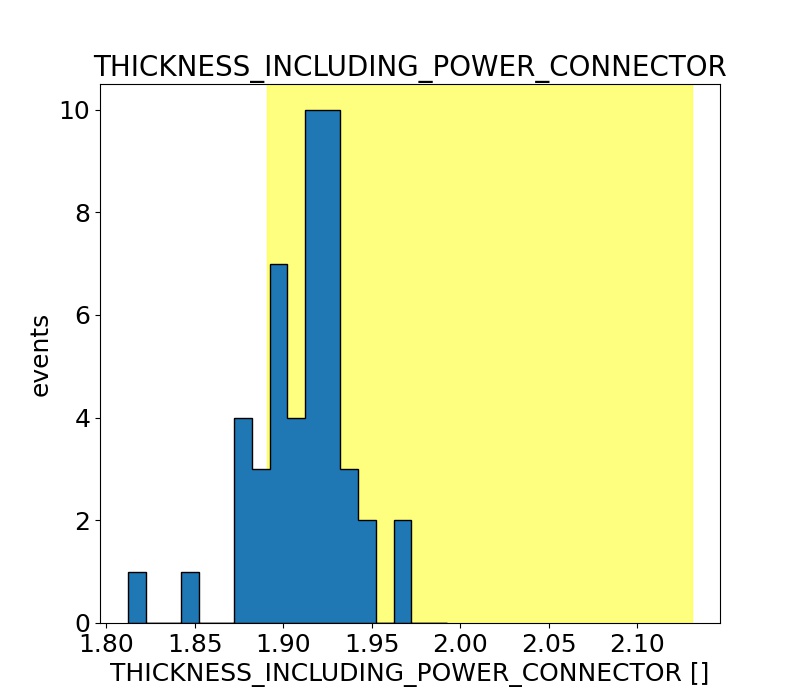 THICKNESS_INCLUDING_POWER_CONNECTOR
10
8
6
4
2
0
events
1.80 1.85 1.90 1.95 2.00 2.05 2.10
THICKNESS_INCLUDING_POWER_CONNECTOR []